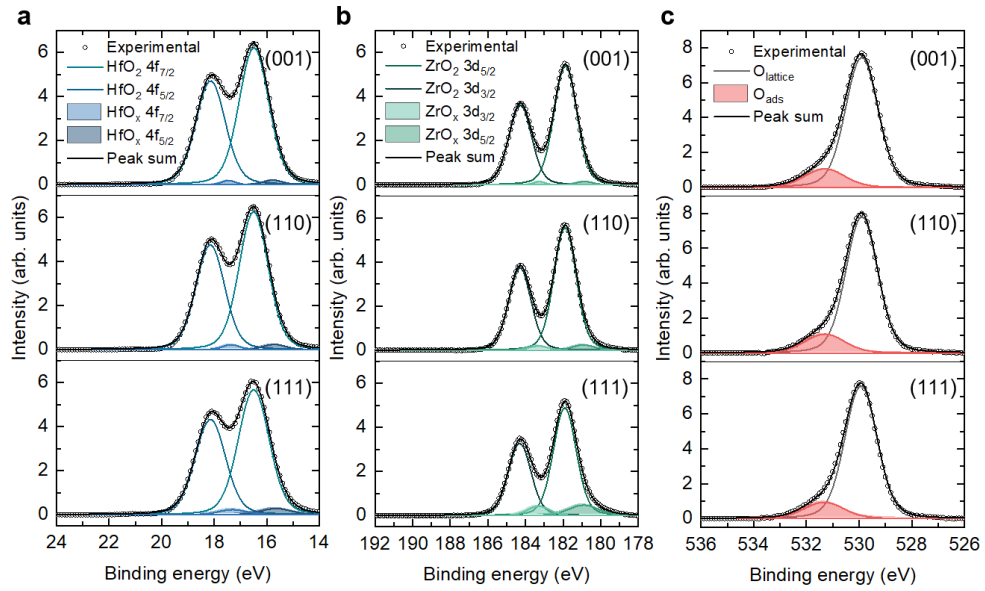 a
Intensity (arb. units)
Experimental
HfO₂ 4f₇/₂
HfO₂ 4f₅/₂
HfOₓ 4f₇/₂
HfOₓ 4f₅/₂
Peak sum
(001)
6
4
2
0
(110)
6
4
2
0
(111)
6
4
2
0
24 22 20 18 16 14
Binding energy (eV)
b
Intensity (arb. units)
Experimental
ZrO₂ 3d₅/₂
ZrO₂ 3d₃/₂
ZrOₓ 3d₃/₂
ZrOₓ 3d₅/₂
Peak sum
(001)
6
4
2
0
(110)
6
4
2
0
(111)
6
4
2
0
192 190 188 186 184 182 180 178
Binding energy (eV)
c
Intensity (arb. units)
Experimental
O_lattice
O_ads
Peak sum
(001)
8
6
4
2
0
(110)
8
6
4
2
0
(111)
8
6
4
2
0
536 534 532 530 528 526
Binding energy (eV)